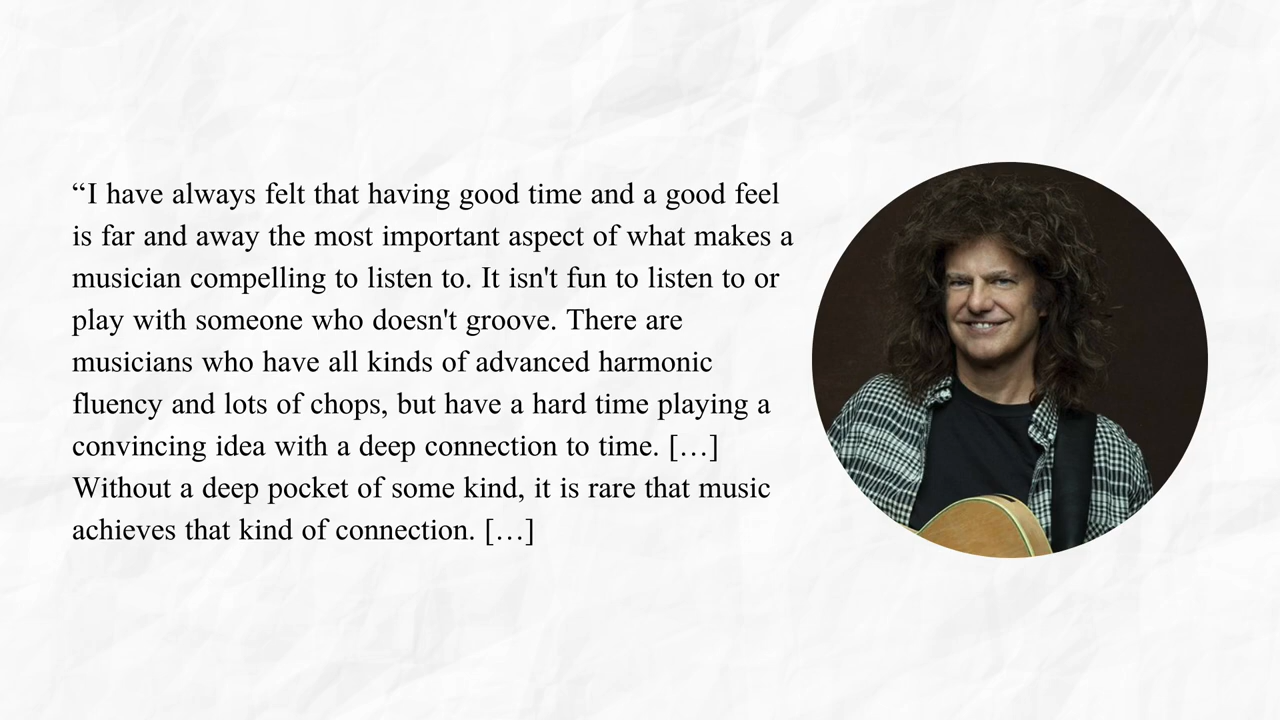 “I have always felt that having good time and a good feel
is far and away the most important aspect of what makes a
musician compelling to listen to. It isn't fun to listen to or
play with someone who doesn't groove. There are
musicians who have all kinds of advanced harmonic
fluency and lots of chops, but have a hard time playing a
convincing idea with a deep connection to time. […]
Without a deep pocket of some kind, it is rare that music
achieves that kind of connection. […]